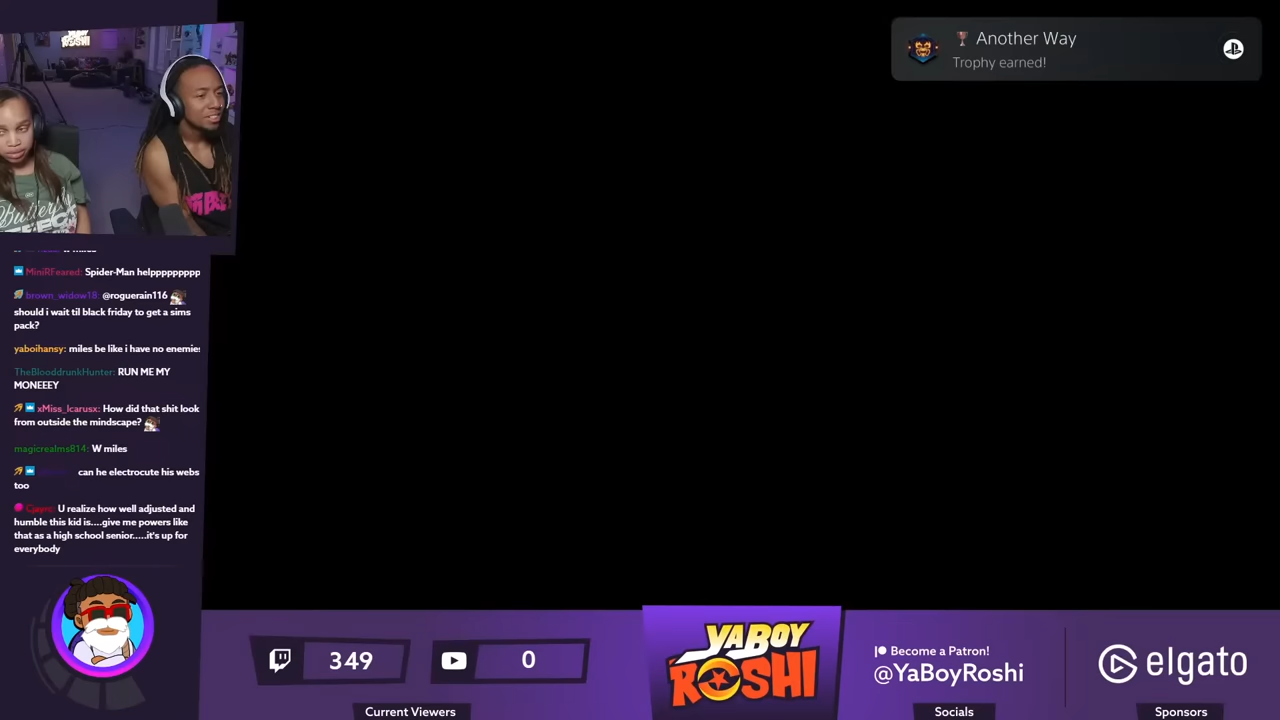 YABOY
ROSHI
Another Way
Trophy earned!
MiniRFeared: Spider-Man helppppppppp
brown_widow18: @roguerain116
should i wait til black friday to get a sims
pack?
yaboihansy: miles be like i have no enemies
TheBlooddrunkHunter: RUN ME MY
MONEEEY
xMiss_Icarusx: How did that shit look
from outside the mindscape?
magicrealms814: W miles
can he electrocute his webs
too
U realize how well adjusted and
humble this kid is....give me powers like
that as a high school senior.....it's up for
everybody
349
0
Current Viewers
YABOY
ROSHI
Become a Patron!
@YaBoyRoshi
Socials
elgato
Sponsors